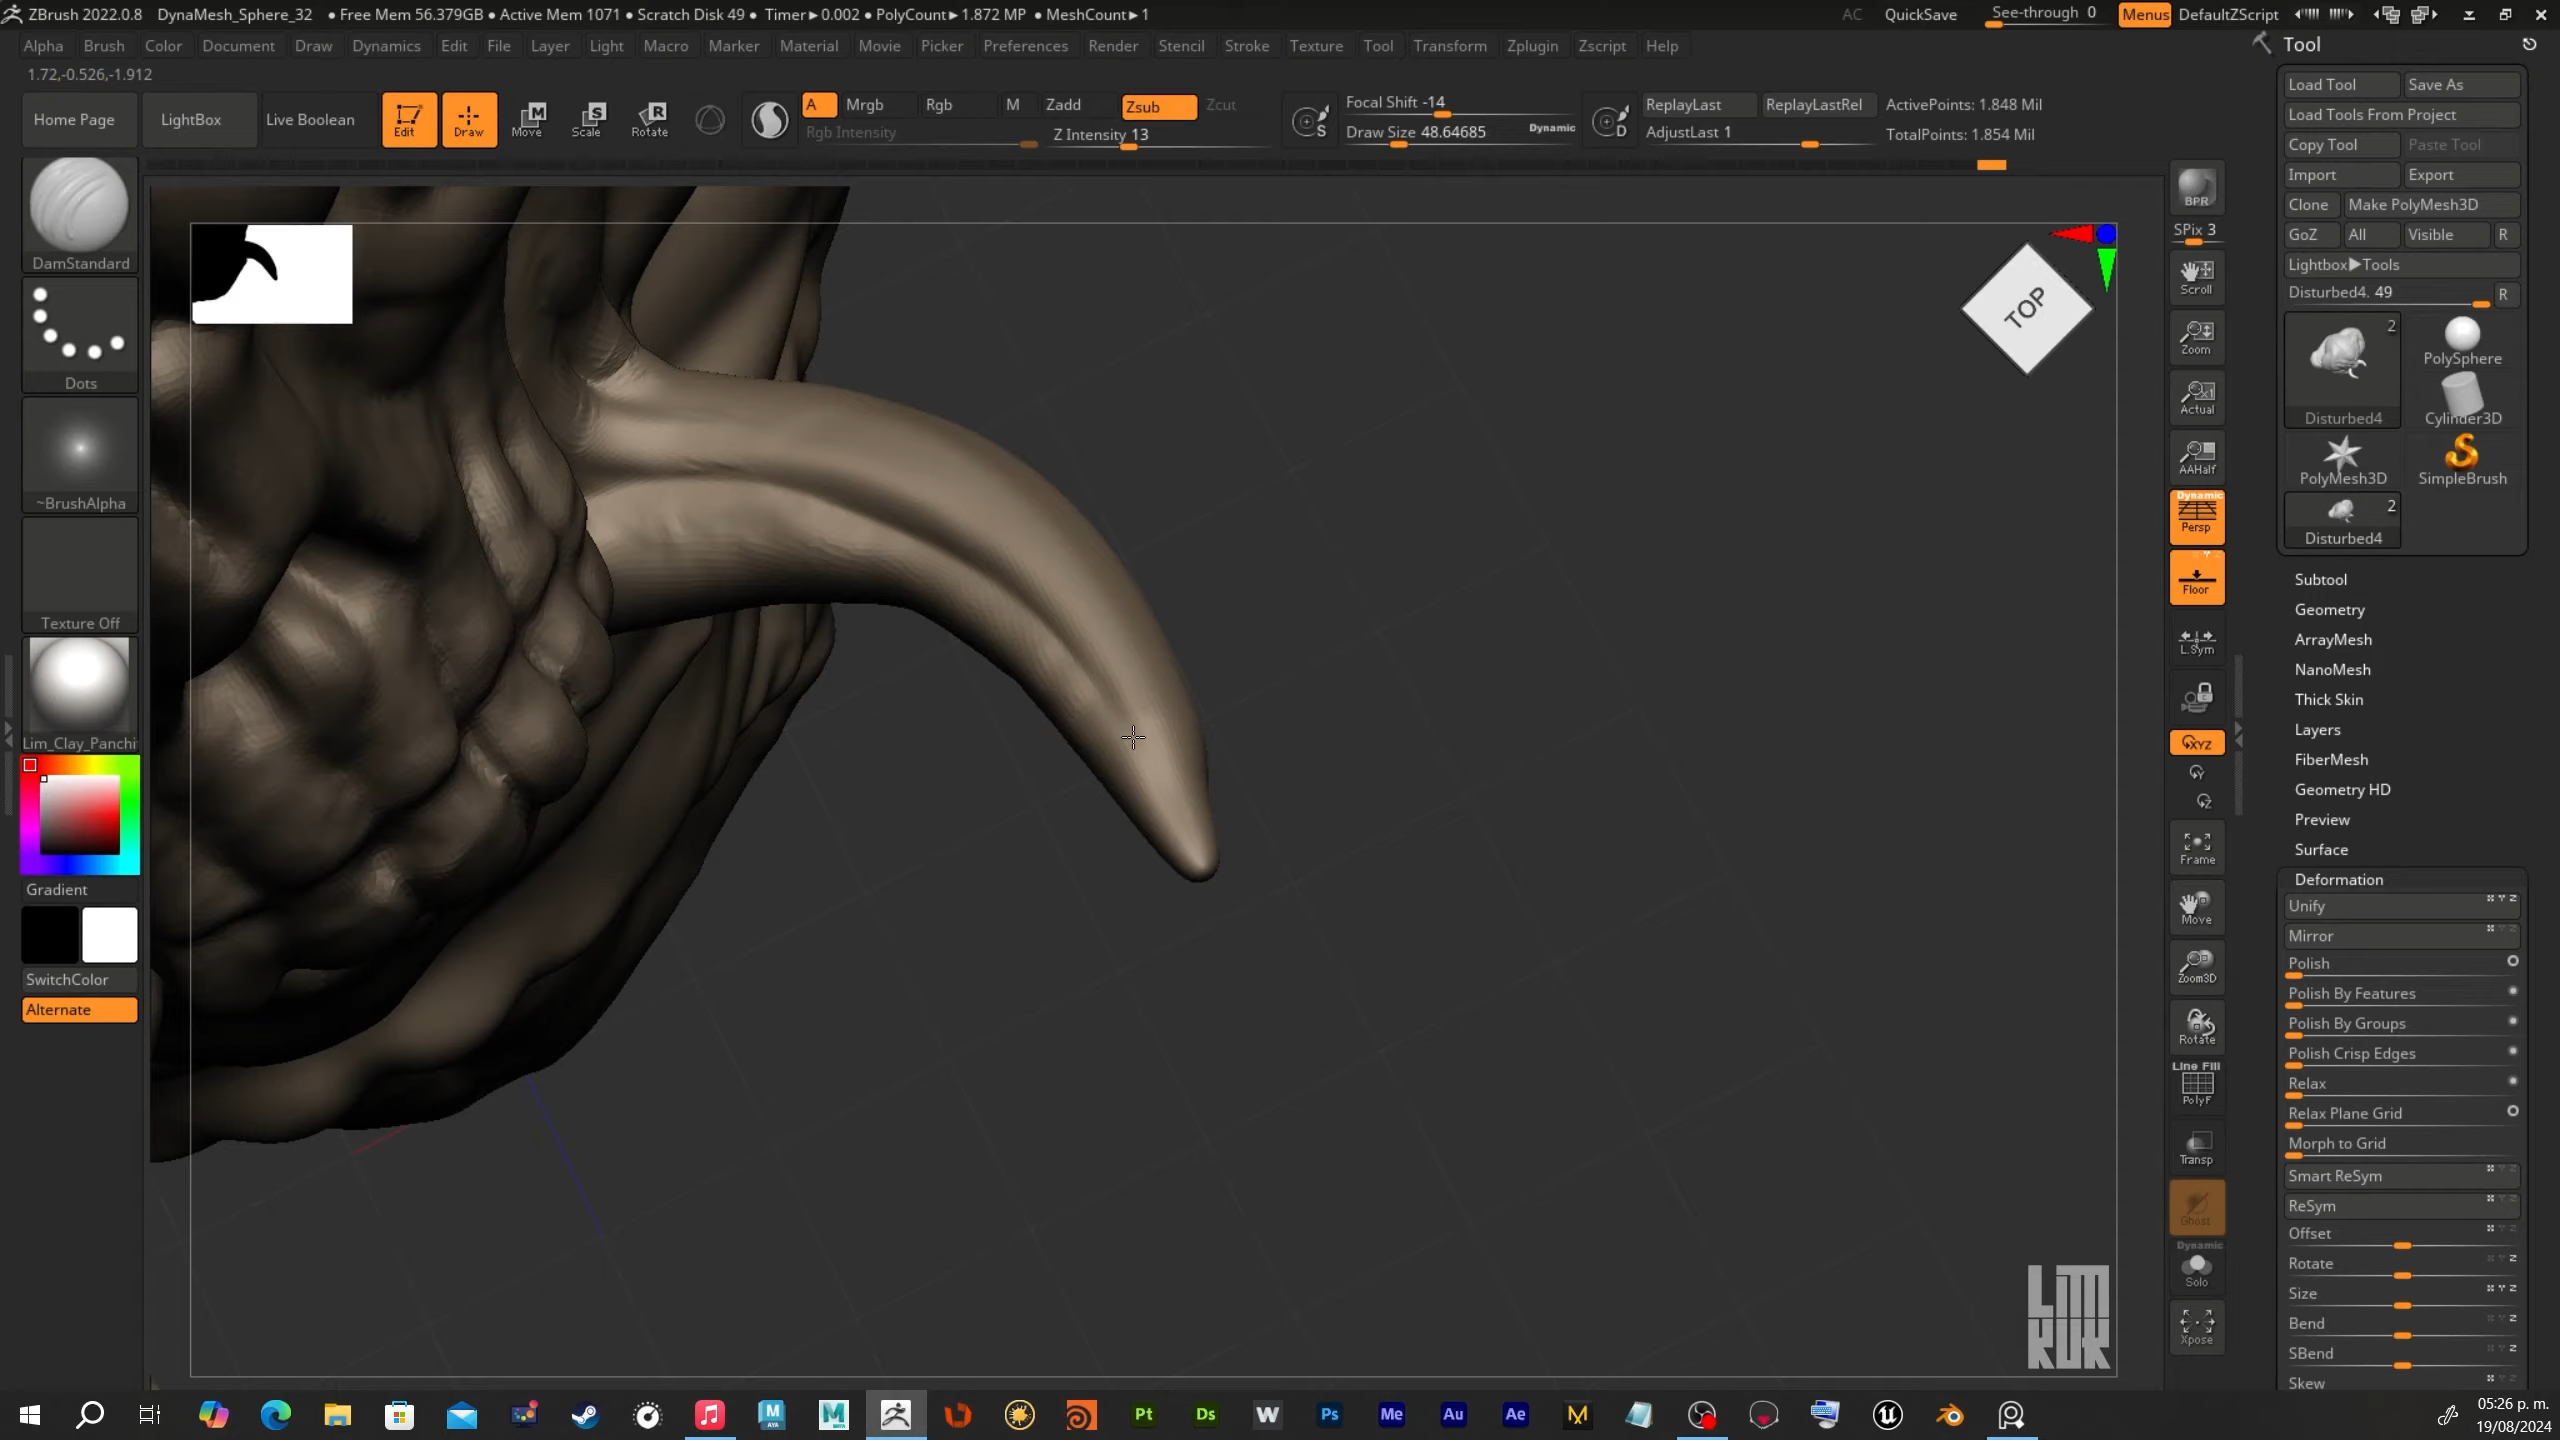 ZBrush 2022.0.8 DynaMesh_Sphere_32 • Free Mem 56.379GB • Active Mem 1071 • Scratch Disk 49 • Timer▸0.002 • PolyCount▸1.872 MP • MeshCount▸1 AC QuickSave See-through 0 Menus DefaultZScript
Alpha Brush Color Document Draw Dynamics Edit File Layer Light Macro Marker Material Movie Picker Preferences Render Stencil Stroke Texture Tool Transform Zplugin Zscript Help
Tool
1.72,-0.526,-1.912
Home Page LightBox Live Boolean Edit Draw Move Scale Rotate
A Mrgb Rgb M Zadd Zsub Zcut
Rgb Intensity Z Intensity 13
Focal Shift -14
Draw Size 48.64685 Dynamic
ReplayLast ReplayLastRel ActivePoints: 1.848 Mil
AdjustLast 1 TotalPoints: 1.854 Mil
DamStandard
Dots
~BrushAlpha
Texture Off
Lim_Clay_Panchi
Gradient
SwitchColor
Alternate
TOP
LIM
KUK
BPR
SPix 3
Scroll
Zoom
Actual
AAHalf
Dynamic
Persp
Floor
L.Sym
XYZ
Y
Z
Frame
Move
Zoom3D
Rotate
Line Fill
PolyF
Transp
Ghost
Dynamic
Solo
Xpose
Load Tool Save As
Load Tools From Project
Copy Tool Paste Tool
Import Export
Clone Make PolyMesh3D
GoZ All Visible R
Lightbox▸Tools
Disturbed4. 49 R
2
PolySphere
Disturbed4 Cylinder3D
PolyMesh3D SimpleBrush
2
Disturbed4
Subtool
Geometry
ArrayMesh
NanoMesh
Thick Skin
Layers
FiberMesh
Geometry HD
Preview
Surface
Deformation
Unify
Mirror
Polish
Polish By Features
Polish By Groups
Polish Crisp Edges
Relax
Relax Plane Grid
Morph to Grid
Smart ReSym
ReSym
Offset
Rotate
Size
Bend
SBend
Skew
Pt Ds W Ps Me Au Ae
05:26 p. m.
19/08/2024